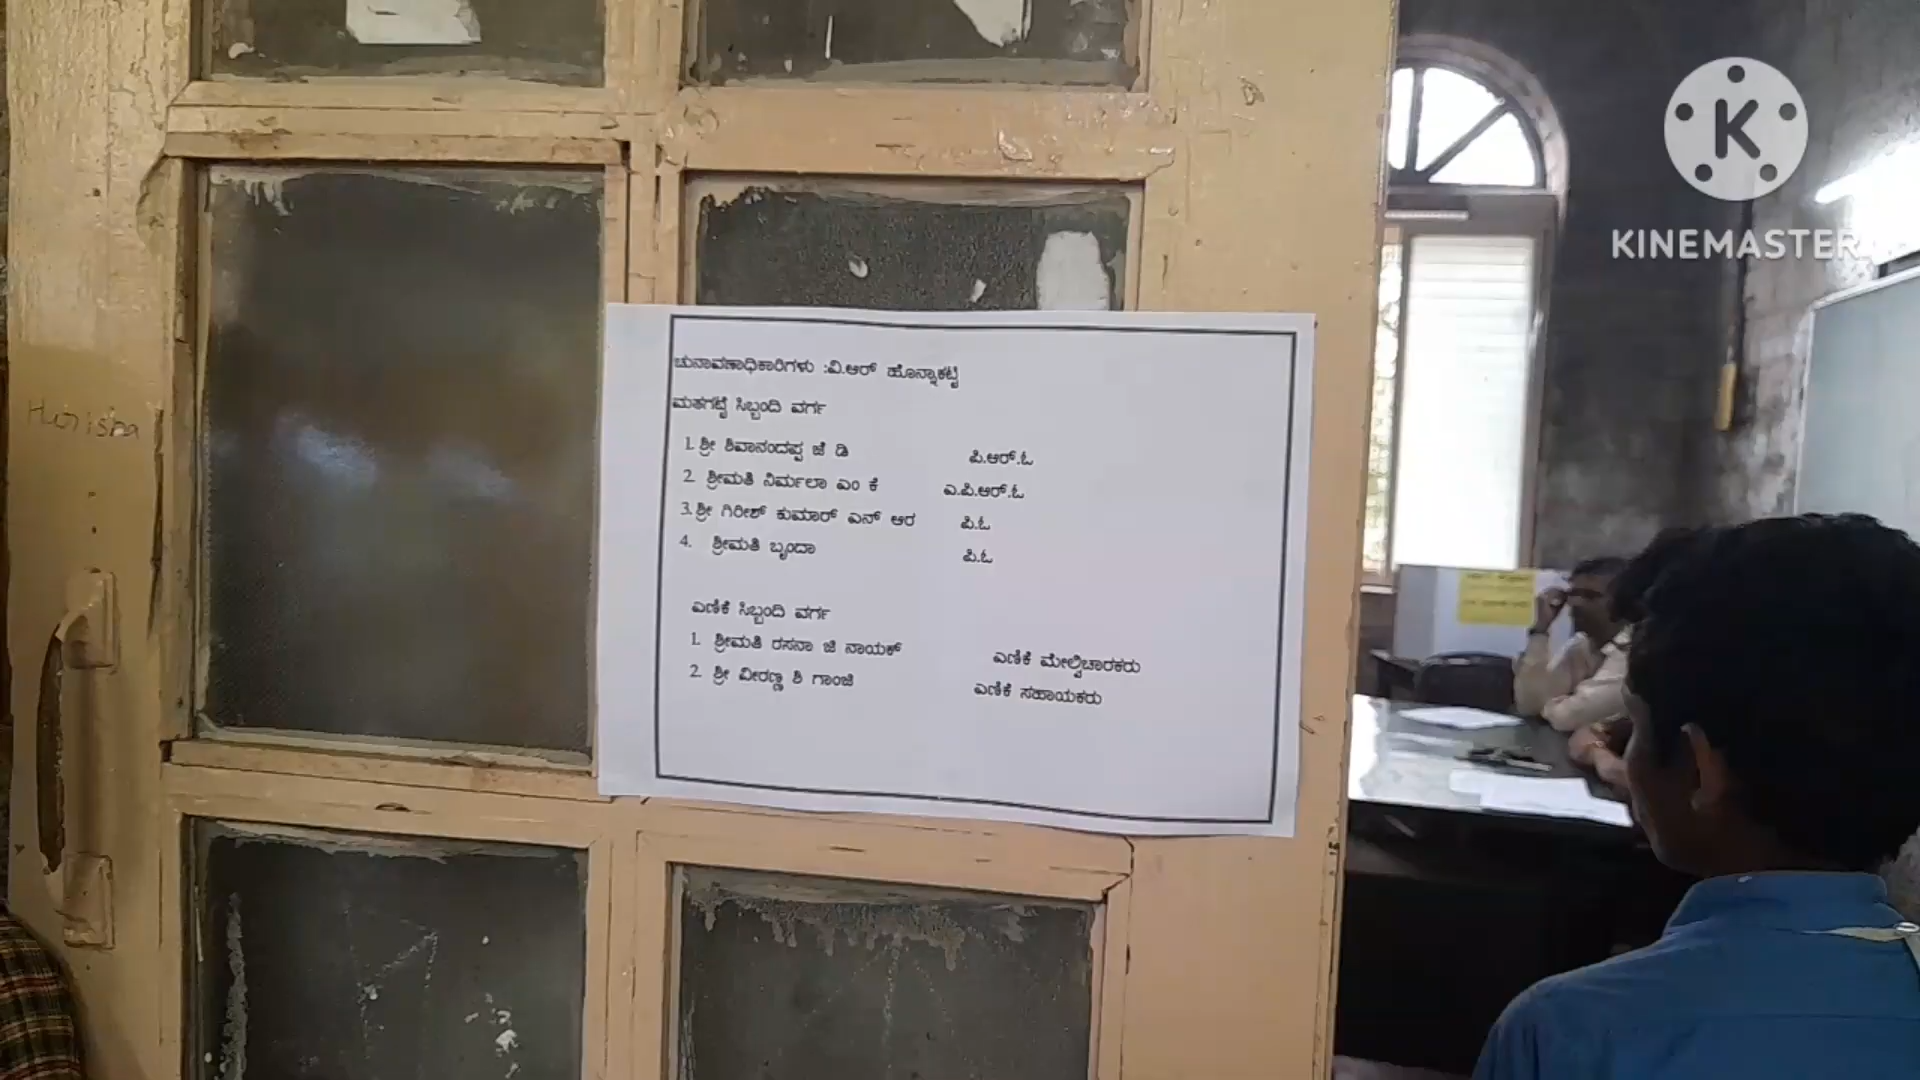 KINEMASTER
ಚುನಾವಣಾಧಿಕಾರಿಗಳು :ವಿ.ಆರ್ ಹೊನ್ನಾಕಟ್ಟಿ
ಮತಗಟ್ಟೆ ಸಿಬ್ಬಂದಿ ವರ್ಗ
1. ಶ್ರೀ ಶಿವಾನಂದಪ್ಪ ಜೆ ಡಿ ಪಿ.ಆರ್.ಓ
2. ಶ್ರೀಮತಿ ನಿರ್ಮಲಾ ಎಂ ಕೆ ಎ.ಪಿ.ಆರ್.ಓ
3. ಶ್ರೀ ಗಿರೀಶ್ ಕುಮಾರ್ ಎನ್ ಆರ ಪಿ.ಓ
4. ಶ್ರೀಮತಿ ಬೃಂದಾ ಪಿ.ಓ
ಎಣಿಕೆ ಸಿಬ್ಬಂದಿ ವರ್ಗ
1. ಶ್ರೀಮತಿ ರಸನಾ ಜಿ ನಾಯಕ್ ಎಣಿಕೆ ಮೇಲ್ವಿಚಾರಕರು
2. ಶ್ರೀ ವೀರಣ್ಣ ಶಿ ಗಾಂಜಿ ಎಣಿಕೆ ಸಹಾಯಕರು
Harisha